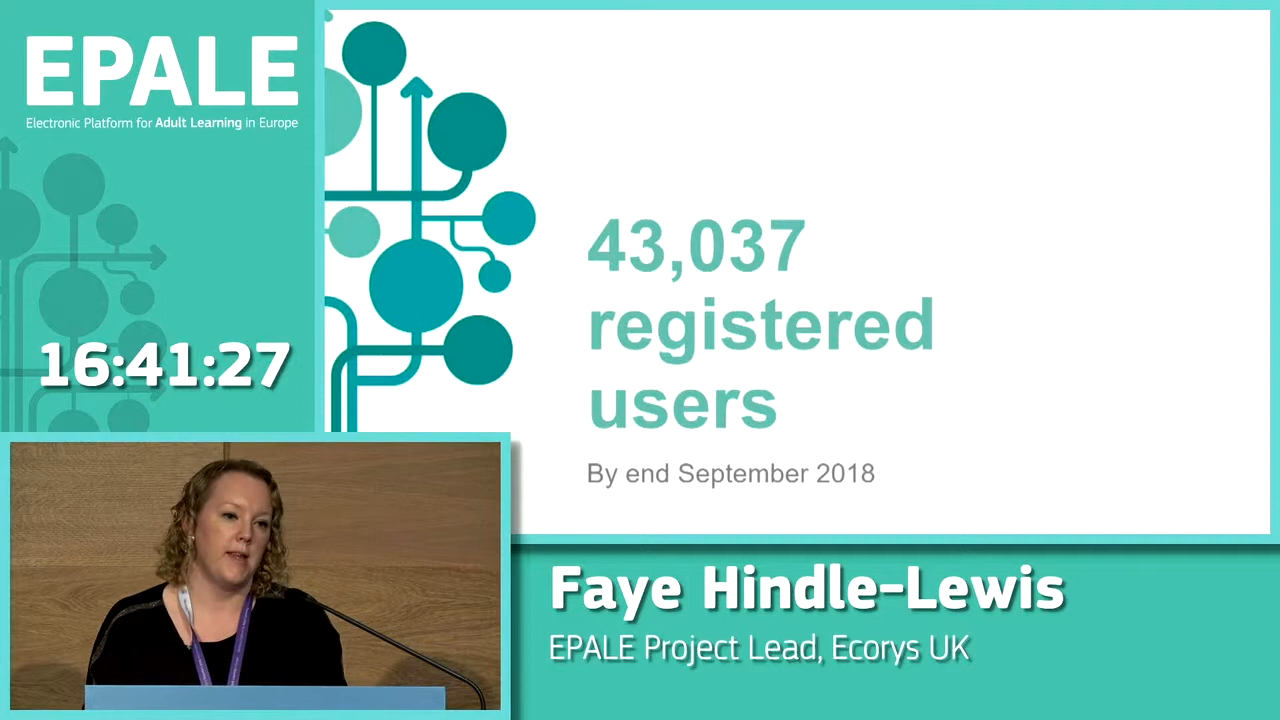 EPALE
Electronic Platform for Adult Learning in Europe
16:41:27
43,037
registered
users
By end September 2018
Faye Hindle-Lewis
EPALE Project Lead, Ecorys UK